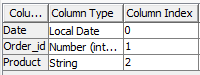 Colu... Column Type Column Index
Date Local Date 0
Order_id Number (int... 1
Product String 2